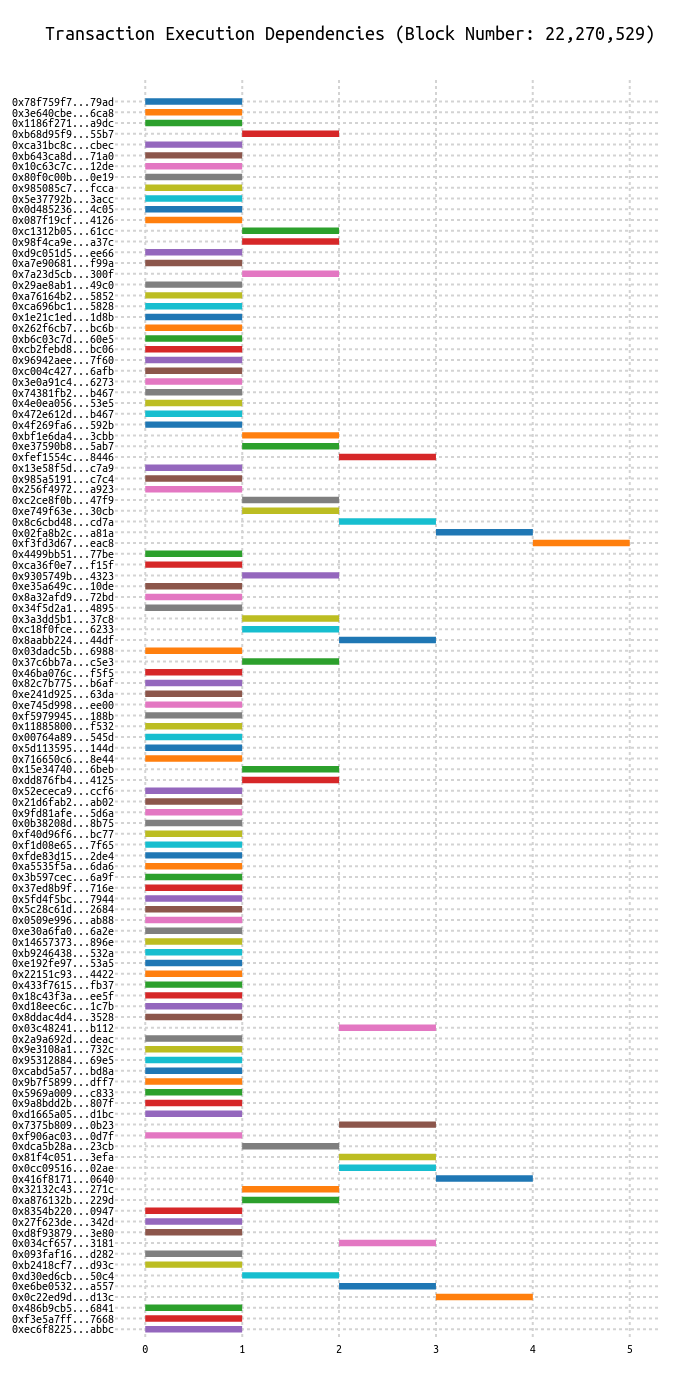 Transaction Execution Dependencies (Block Number: 22,270,529)
0x78f759f7...79ad
0x3e640cbe...6ca8
0x1186f271...a9dc
0xb68d95f9...55b7
0xca31bc8c...cbec
0xb643ca8d...71a0
0x10c63c7c...12de
0x80f0c00b...0e19
0x985085c7...fcca
0x5e37792b...3acc
0x0d485236...4c05
0x087f19cf...4126
0xc1312b05...61cc
0x98f4ca9e...a37c
0xd9c051d5...ee66
0xa7e90681...f99a
0x7a23d5cb...300f
0x29ae8ab1...49c0
0xa76164b2...5852
0xca696bc1...5828
0x1e21c1ed...1d8b
0x262f6cb7...bc6b
0xb6c03c7d...60e5
0xcb2febd8...bc06
0x96942aee...7f60
0xc004c427...6afb
0x3e0a91c4...6273
0x74381fb2...b467
0x4e0ea056...53e5
0x472e612d...b467
0x4f269fa6...592b
0xbf1e6da4...3cbb
0xe37590b8...5ab7
0xfef1554c...8446
0x13e58f5d...c7a9
0x985a5191...c7c4
0x256f4972...a923
0xc2ce8f0b...47f9
0xe749f63e...30cb
0x8c6cbd48...cd7a
0x02fa8b2c...a81a
0xf3fd3d67...eac8
0x4499bb51...77be
0xca36f0e7...f15f
0x9305749b...4323
0xe35a649c...10de
0x8a32afd9...72bd
0x34f5d2a1...4895
0x3a3dd5b1...37c8
0xc18f0fce...6233
0x8aabb224...44df
0x03dadc5b...6988
0x37c6bb7a...c5e3
0x46ba076c...f5f5
0x82c7b775...b6af
0xe241d925...63da
0xe745d998...ee00
0xf5979945...188b
0x11885800...f532
0x00764a89...545d
0x5d113595...144d
0x716650c6...8e44
0x15e34740...6beb
0xdd876fb4...4125
0x52ececa9...ccf6
0x21d6fab2...ab02
0x9fd81afe...5d6a
0x0b38208d...8b75
0xf40d96f6...bc77
0xf1d08e65...7f65
0xfde83d15...2de4
0xa5535f5a...6da6
0x3b597cec...6a9f
0x37ed8b9f...716e
0x5fd4f5bc...7944
0x5c28c61d...2684
0x0509e996...ab88
0xe30a6fa0...6a2e
0x14657373...896e
0xb9246438...532a
0xe192fe97...53a5
0x22151c93...4422
0x433f7615...fb37
0x18c43f3a...ee5f
0xd18eec6c...1c7b
0x8ddac4d4...3528
0x03c48241...b112
0x2a9a692d...deac
0x9e3108a1...732c
0x95312884...69e5
0xcabd5a57...bd8a
0x9b7f5899...dff7
0x5969a009...c833
0x9a8bdd2b...807f
0xd1665a05...d1bc
0x7375b809...0b23
0xf906ac03...0d7f
0xdca5b28a...23cb
0x81f4c051...3efa
0x0cc09516...02ae
0x416f8171...0640
0x32132c43...271c
0xa876132b...229d
0x8354b220...0947
0x27f623de...342d
0xd8f93879...3e80
0x034cf657...3181
0x093faf16...d282
0xb2418cf7...d93c
0xd30ed6cb...50c4
0xe6be0532...a557
0x0c22ed9d...d13c
0x486b9cb5...6841
0xf3e5a7ff...7668
0xec6f8225...abbc
0 1 2 3 4 5